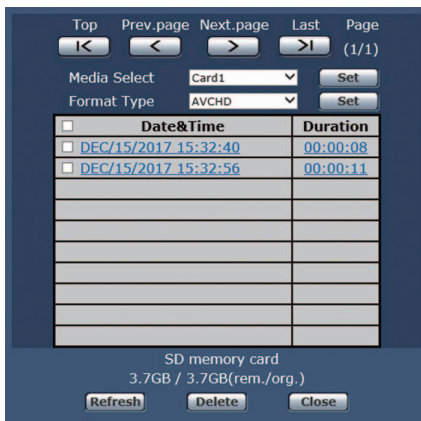 Top Prev.page Next.page Last Page
I< < > >I (1/1)
Media Select Card1 Set
Format Type AVCHD Set
Date&Time Duration
DEC/15/2017 15:32:40 00:00:08
DEC/15/2017 15:32:56 00:00:11
SD memory card
3.7GB / 3.7GB(rem./org.)
Refresh Delete Close